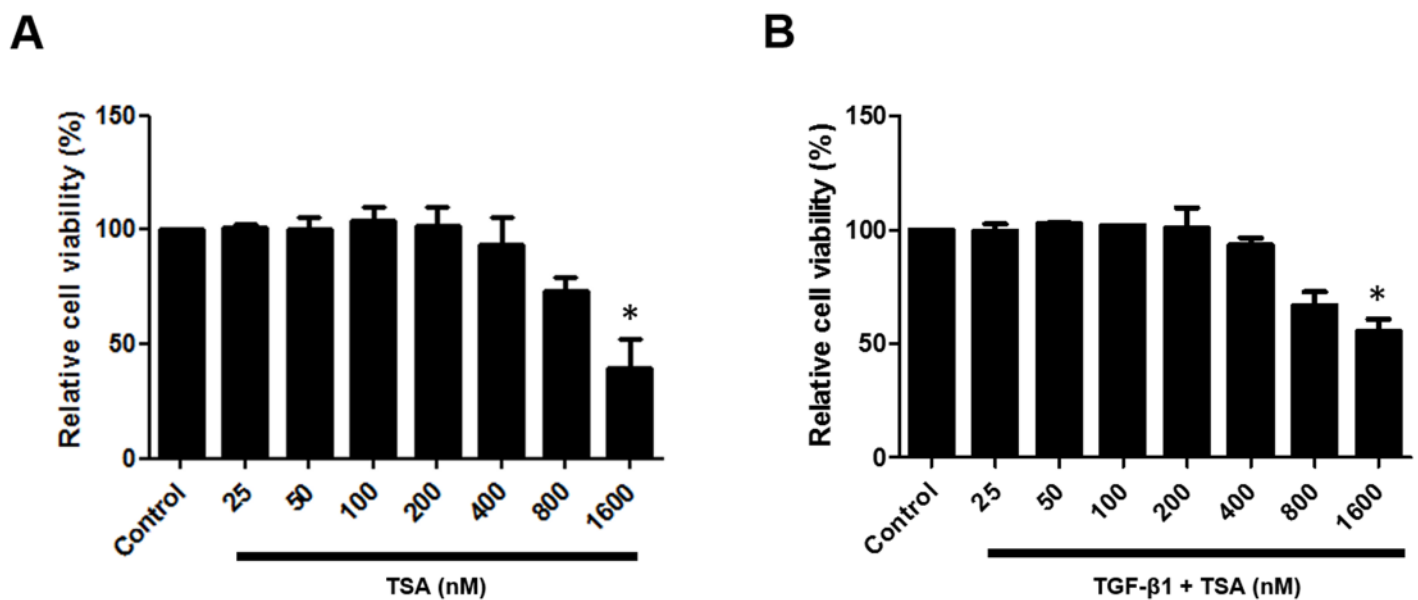 A
Relative cell viability (%)
150
100
50
0
*
Control 25 50 100 200 400 800 1600
TSA (nM)
B
Relative cell viability (%)
150
100
50
0
*
Control 25 50 100 200 400 800 1600
TGF-β1 + TSA (nM)